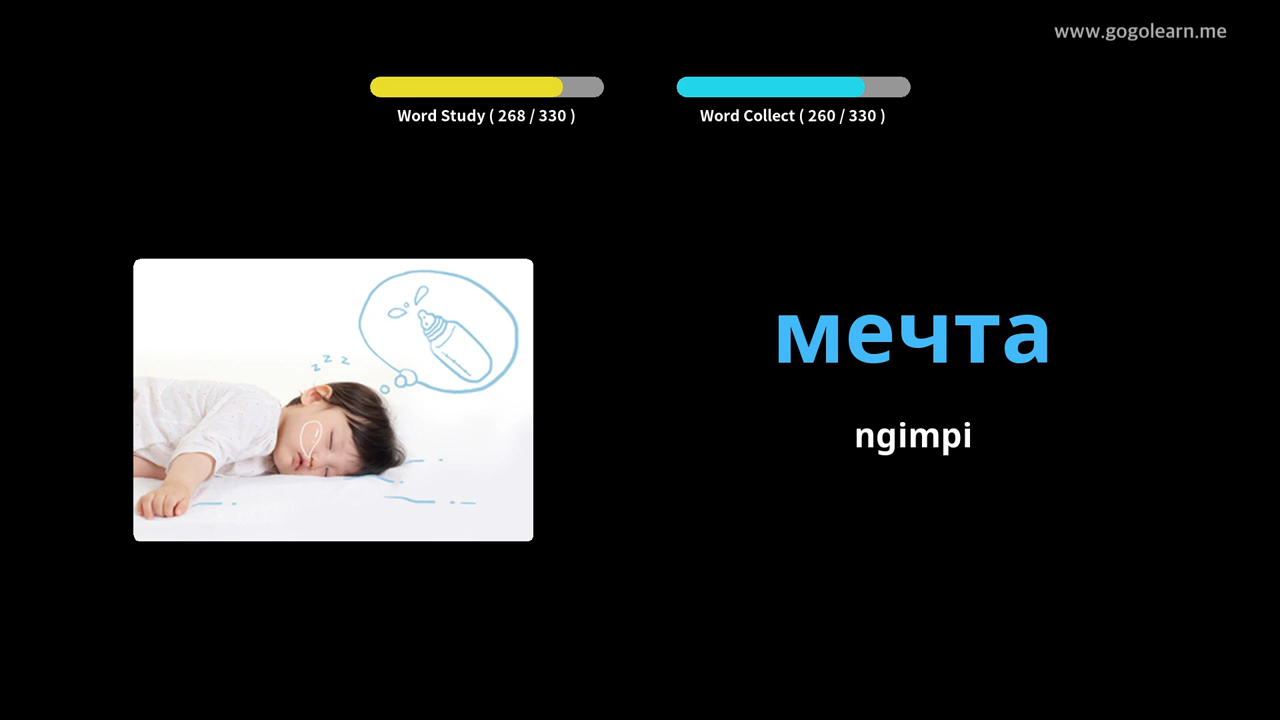 www.gogolearn.me
Word Study ( 268 / 330 )
Word Collect ( 260 / 330 )
z z z
мечта
ngimpi